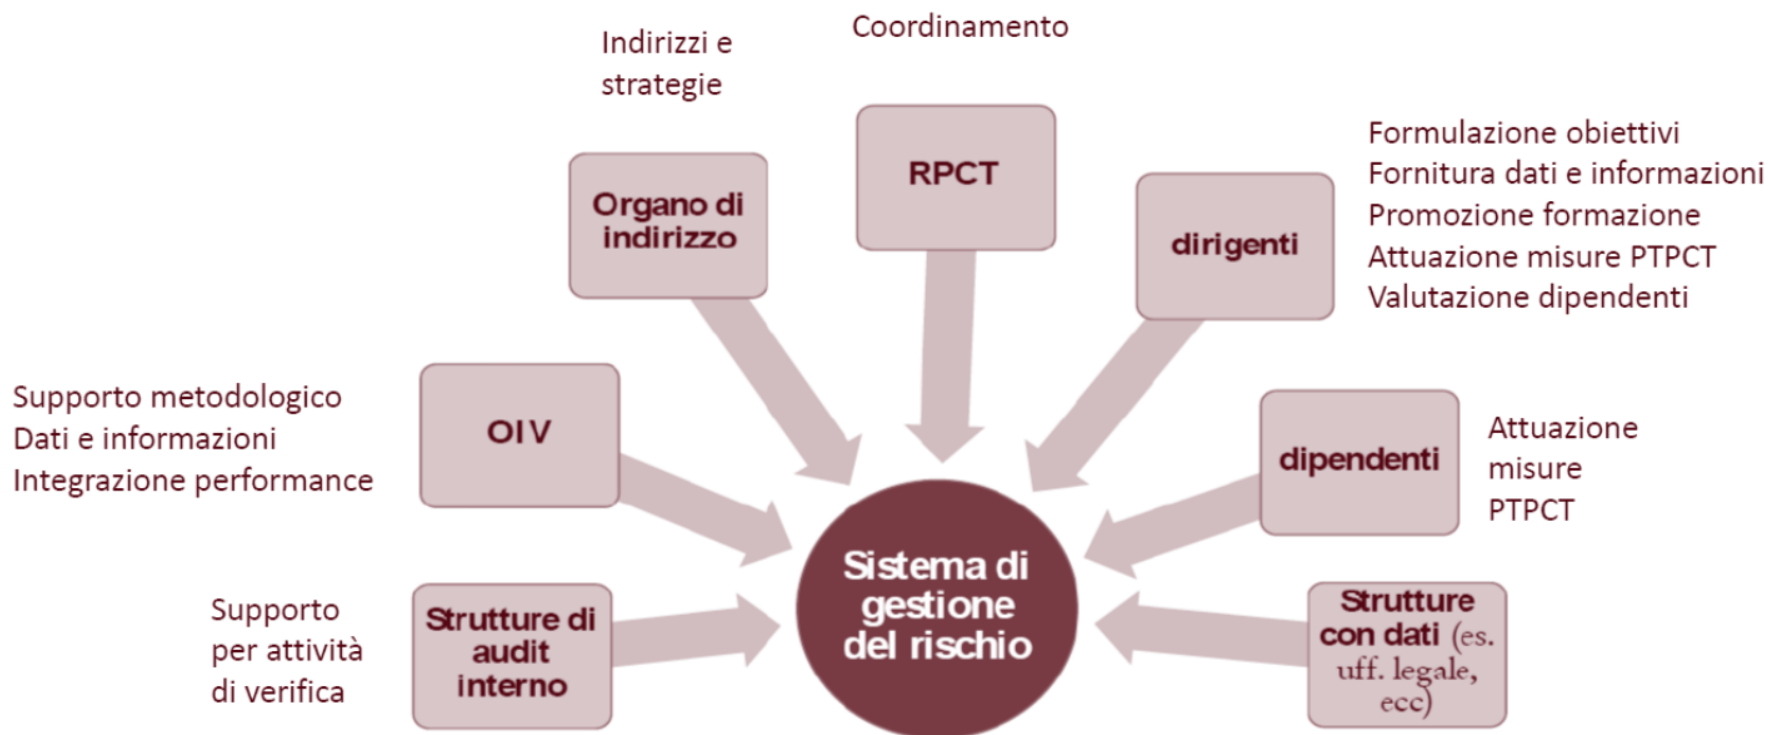 Coordinamento
Indirizzi e
strategie
RPCT
Organo di
indirizzo
dirigenti
Formulazione obiettivi
Fornitura dati e informazioni
Promozione formazione
Attuazione misure PTPCT
Valutazione dipendenti
Supporto metodologico
Dati e informazioni
Integrazione performance
OIV
dipendenti
Attuazione
misure
PTPCT
Sistema di
gestione
del rischio
Supporto
per attività
di verifica
Strutture di
audit
interno
Strutture
con dati (es.
uff. legale,
ecc)